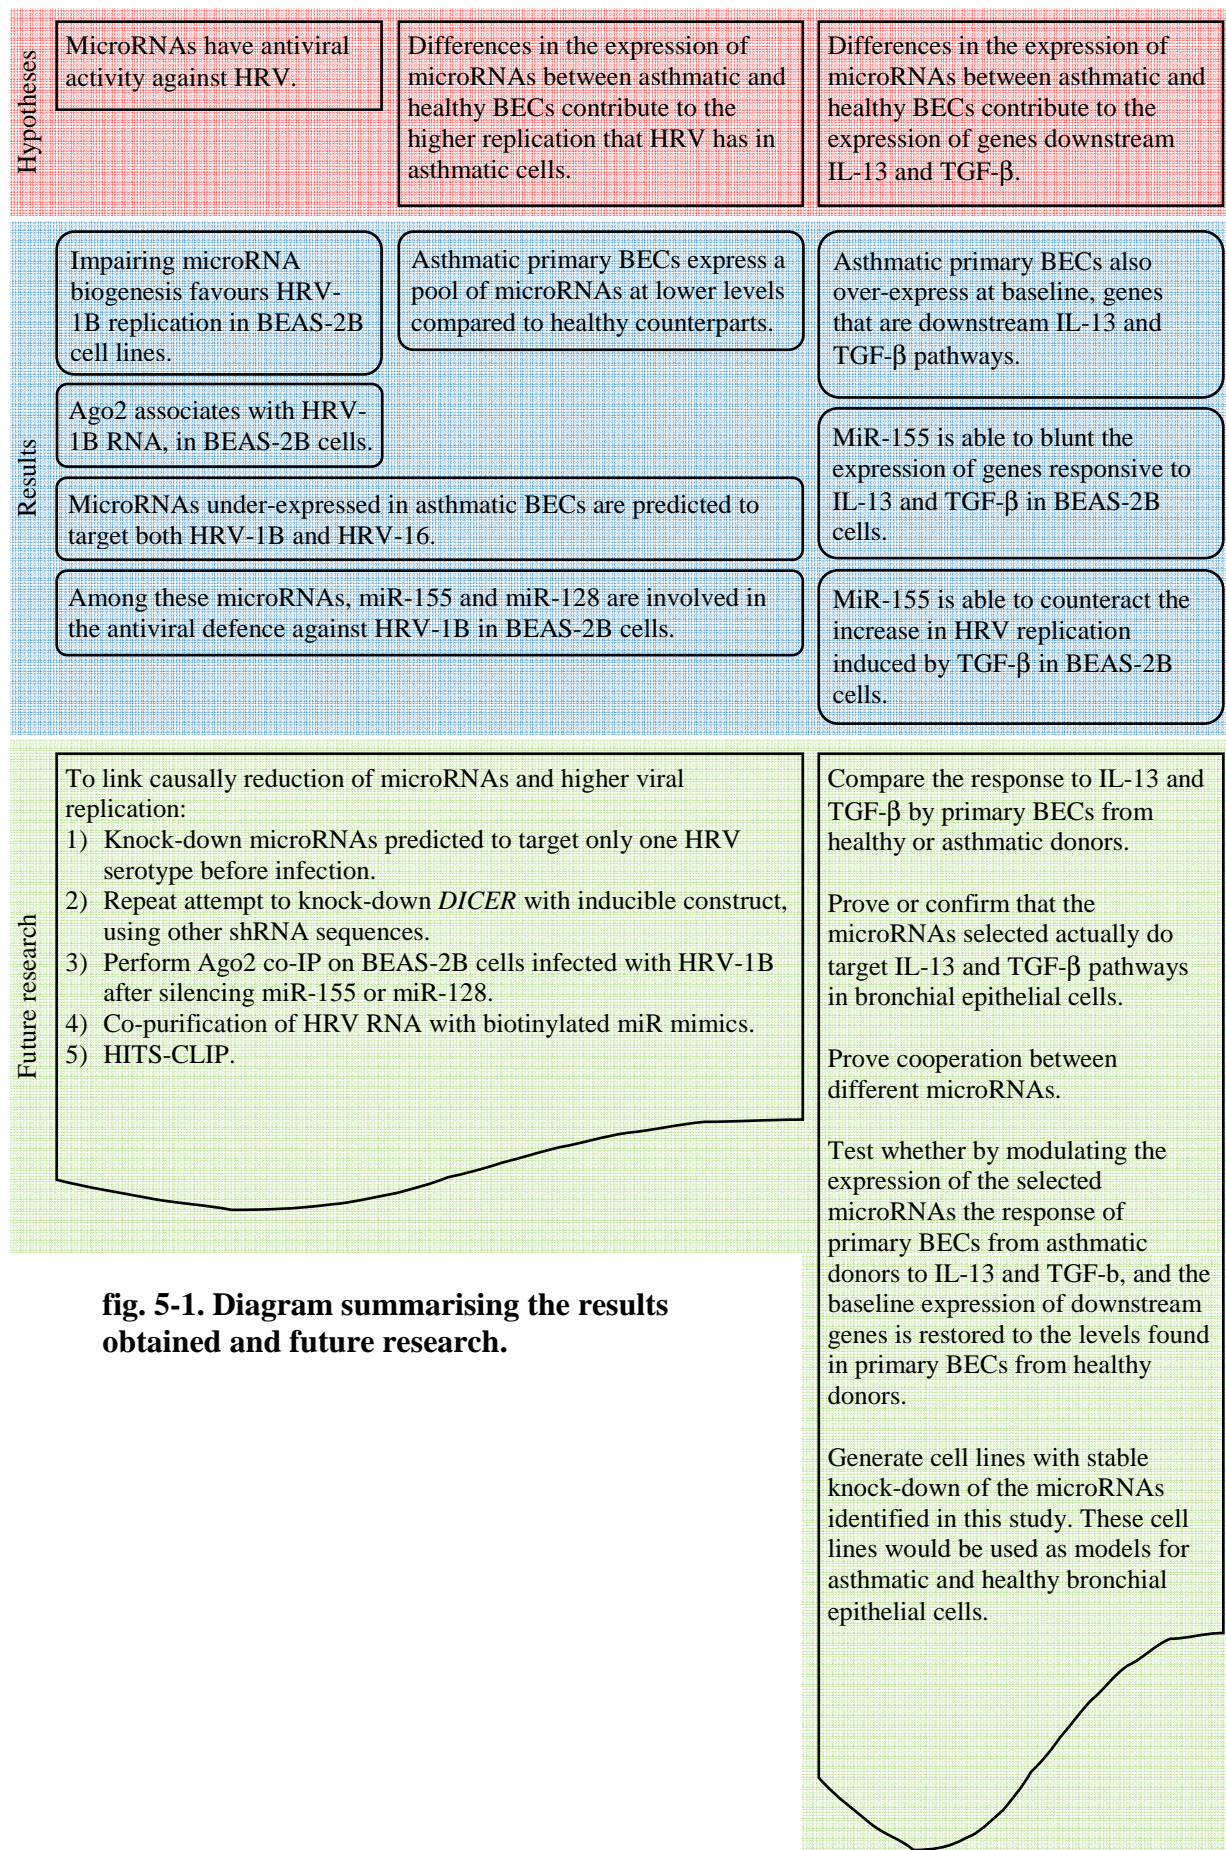 Hypotheses
MicroRNAs have antiviral
activity against HRV.
Differences in the expression of
microRNAs between asthmatic and
healthy BECs contribute to the
higher replication that HRV has in
asthmatic cells.
Differences in the expression of
microRNAs between asthmatic and
healthy BECs contribute to the
expression of genes downstream
IL-13 and TGF-β.
Results
Impairing microRNA
biogenesis favours HRV-
1B replication in BEAS-2B
cell lines.
Asthmatic primary BECs express a
pool of microRNAs at lower levels
compared to healthy counterparts.
Asthmatic primary BECs also
over-express at baseline, genes
that are downstream IL-13 and
TGF-β pathways.
Ago2 associates with HRV-
1B RNA, in BEAS-2B cells.
MiR-155 is able to blunt the
expression of genes responsive to
IL-13 and TGF-β in BEAS-2B
cells.
MicroRNAs under-expressed in asthmatic BECs are predicted to
target both HRV-1B and HRV-16.
Among these microRNAs, miR-155 and miR-128 are involved in
the antiviral defence against HRV-1B in BEAS-2B cells.
MiR-155 is able to counteract the
increase in HRV replication
induced by TGF-β in BEAS-2B
cells.
Future research
To link causally reduction of microRNAs and higher viral
replication:
1) Knock-down microRNAs predicted to target only one HRV
serotype before infection.
2) Repeat attempt to knock-down DICER with inducible construct,
using other shRNA sequences.
3) Perform Ago2 co-IP on BEAS-2B cells infected with HRV-1B
after silencing miR-155 or miR-128.
4) Co-purification of HRV RNA with biotinylated miR mimics.
5) HITS-CLIP.
Compare the response to IL-13 and
TGF-β by primary BECs from
healthy or asthmatic donors.
Prove or confirm that the
microRNAs selected actually do
target IL-13 and TGF-β pathways
in bronchial epithelial cells.
Prove cooperation between
different microRNAs.
Test whether by modulating the
expression of the selected
microRNAs the response of
primary BECs from asthmatic
donors to IL-13 and TGF-b, and the
baseline expression of downstream
genes is restored to the levels found
in primary BECs from healthy
donors.
Generate cell lines with stable
knock-down of the microRNAs
identified in this study. These cell
lines would be used as models for
asthmatic and healthy bronchial
epithelial cells.
fig. 5-1. Diagram summarising the results
obtained and future research.